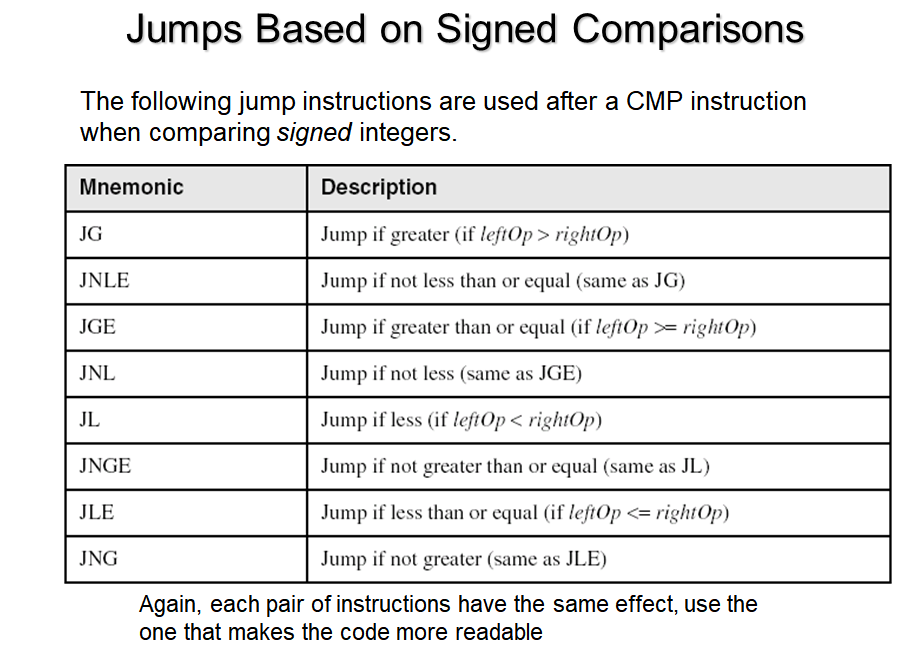 Jumps Based on Signed Comparisons
The following jump instructions are used after a CMP instruction
when comparing signed integers.
Mnemonic Description
JG Jump if greater (if leftOp > rightOp)
JNLE Jump if not less than or equal (same as JG)
JGE Jump if greater than or equal (if leftOp >= rightOp)
JNL Jump if not less (same as JGE)
JL Jump if less (if leftOp < rightOp)
JNGE Jump if not greater than or equal (same as JL)
JLE Jump if less than or equal (if leftOp <= rightOp)
JNG Jump if not greater (same as JLE)
Again, each pair of instructions have the same effect, use the
one that makes the code more readable